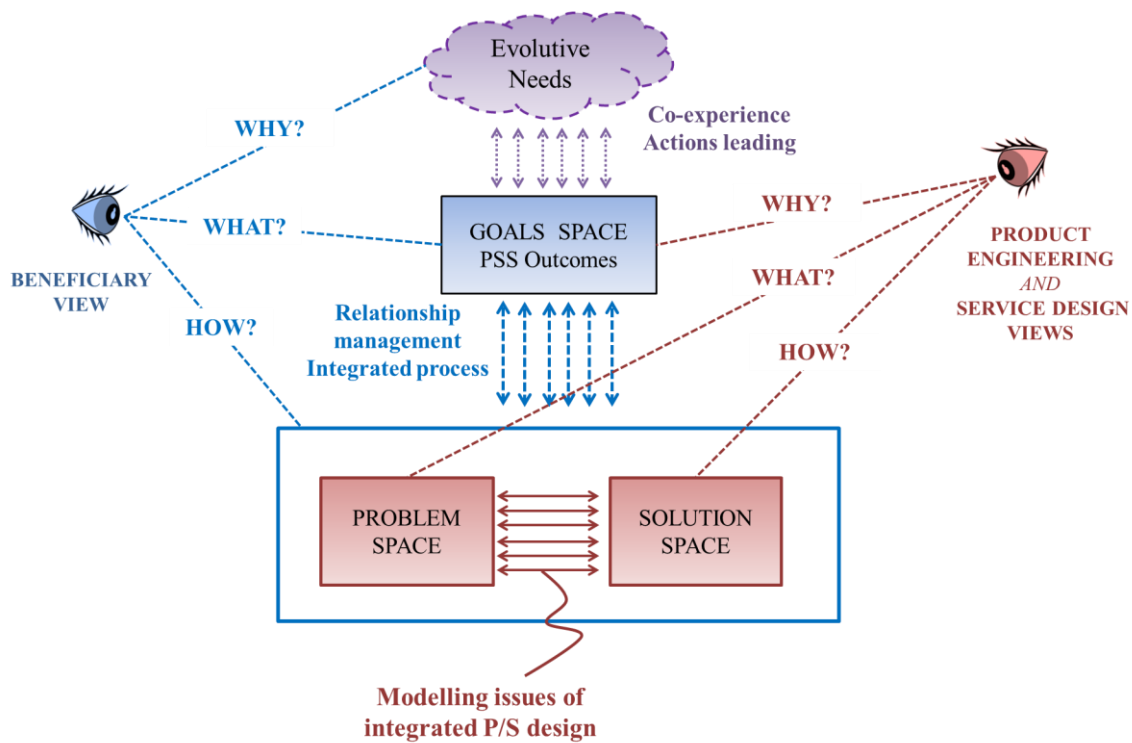 Evolutive
Needs
Co-experience
Actions leading
WHY?
WHAT?
HOW?
BENEFICIARY
VIEW
GOALS SPACE
PSS Outcomes
WHY?
WHAT?
HOW?
PRODUCT
ENGINEERING
AND
SERVICE DESIGN
VIEWS
Relationship
management
Integrated process
PROBLEM
SPACE
SOLUTION
SPACE
Modelling issues of
integrated P/S design